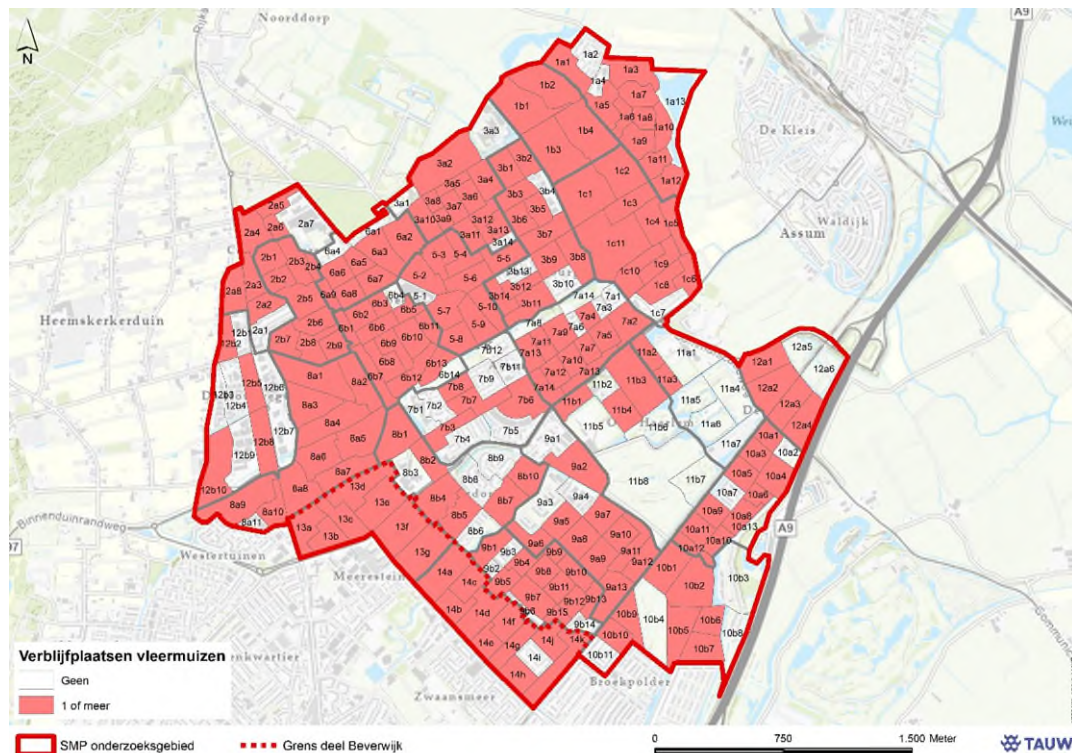 Noorddorp
Rijks
A9
N
De Kleis
Waldijk
Assum
Heemskerkerduin
1a1
1a2
1a3
1a4
1a5
1a7
1a13
1a6
1a8
1a10
1a9
1a11
1a12
1b2
1b1
1b4
1b3
1c2
1c1
1c3
1c4
1c5
1c11
1c9
1c10
1c8
1c6
1c7
3a3
3a2
3b2
3b1
3a5
3a4
3b4
3a1
3a8
3a6
3b3
3a7
3b5
3a10
3a9
3a12
3b6
3a11
3a13
3a14
3b7
3b9
3b8
3b13
3b12
3b10
3b14
3b11
2a5
2a4
2a6
2a7
6a4
6a1
6a2
2b1
2b3
2b4
6a3
6a6
6a5
6a7
2a8
2a3
2b2
2b5
6a9
6a8
2a2
2a1
2b6
2b7
2b8
2b9
5-3
5-4
5-5
5-2
5-6
5-1
5-7
5-10
5-9
5-8
6b4
6b3
6b5
6b2
6b1
6b6
6b11
6b10
6b9
6b8
6b13
6b7
6b12
6b14
7a14
7a1
7a3
7a4
7a2
7a8
7a6
7a9
7a11
7a7
7a5
7a13
7a10
7a12
7a13
7a14
7b12
7b9
7b11
7b8
7b7
7b6
7b1
7b2
7b3
7b4
7b5
12b1
12b2
12b3
12b5
12b6
12b4
12b8
12b9
12b10
8a1
8a2
8a3
8a4
8a5
8a6
8a7
8a8
8a9
8a10
8a11
8b1
8b2
8b3
8b9
8b8
8b10
8b4
8b7
8b5
8b6
11a2
11a1
11a3
11a4
11a5
11a6
11a7
11b2
11b3
11b1
11b4
11b5
11b6
11b8
11b7
12a5
12a1
12a6
12a2
12a3
12a4
10a1
10a2
10a3
10a5
10a4
10a7
10a6
10a9
10a8
10a11
10a13
10a10
10a12
10b1
10b2
10b3
10b4
10b9
10b6
10b5
10b8
10b10
10b7
10b11
9a1
9a2
9a4
9a3
9a7
9a5
9a10
9a8
9a6
9a11
9a9
9a12
9a13
9b1
9b3
9b9
9b4
9b2
9b8
9b10
9b5
9b11
9b7
9b12
9b13
9b6
9b15
9b14
13d
13e
13a
13c
13f
13b
13g
14a
14c
14b
14d
14f
14j
14k
14e
14g
14i
14h
Binnenduinrandweg
Westertuinen
Meerestein
Zwaansmeer
Broekpolder
A9
Verblijfplaatsen vleermuizen
Geen
1 of meer
SMP onderzoeksgebied
Grens deel Beverwijk
0 750 1.500 Meter
TAUW